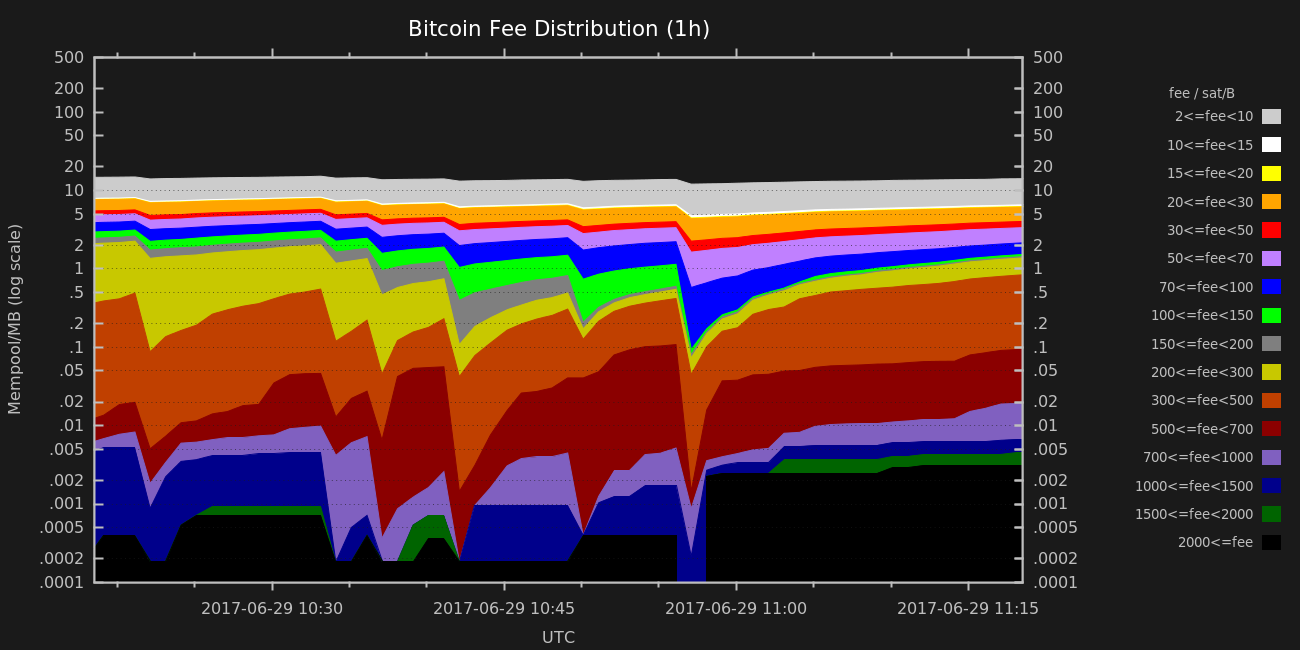 Bitcoin Fee Distribution (1h)
Mempool/MB (log scale)
500
200
100
50
20
10
5
2
1
.5
.2
.1
.05
.02
.01
.005
.002
.001
.0005
.0002
.0001
500
200
100
50
20
10
5
2
1
.5
.2
.1
.05
.02
.01
.005
.002
.001
.0005
.0002
.0001
2017-06-29 10:30
2017-06-29 10:45
2017-06-29 11:00
2017-06-29 11:15
UTC
fee / sat/B
2<=fee<10
10<=fee<15
15<=fee<20
20<=fee<30
30<=fee<50
50<=fee<70
70<=fee<100
100<=fee<150
150<=fee<200
200<=fee<300
300<=fee<500
500<=fee<700
700<=fee<1000
1000<=fee<1500
1500<=fee<2000
2000<=fee